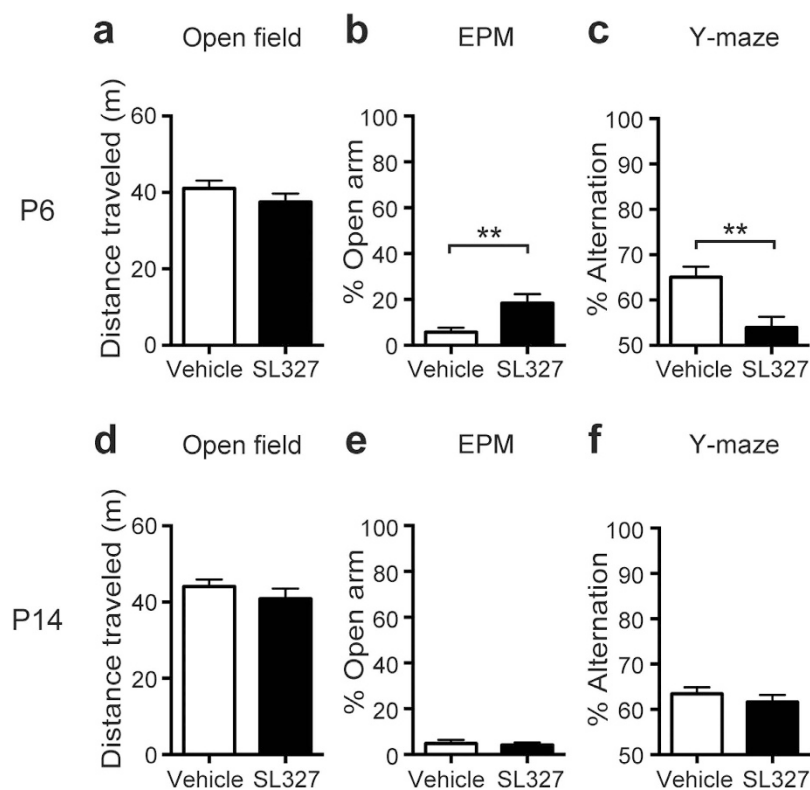 a Open field
Distance traveled (m)
60
40
20
0
Vehicle SL327
b EPM
% Open arm
100
80
60
40
20
0
**
Vehicle SL327
c Y-maze
% Alternation
100
90
80
70
60
50
**
Vehicle SL327
P6
d Open field
Distance traveled (m)
60
40
20
0
Vehicle SL327
e EPM
% Open arm
100
80
60
40
20
0
Vehicle SL327
f Y-maze
% Alternation
100
90
80
70
60
50
Vehicle SL327
P14